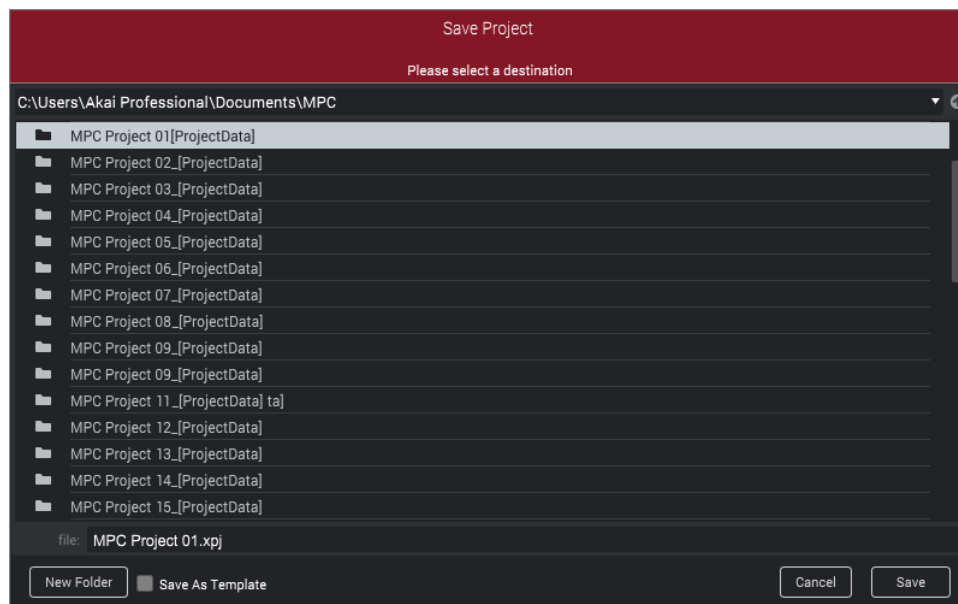 Save Project
Please select a destination
C:\Users\Akai Professional\Documents\MPC
MPC Project 01[ProjectData]
MPC Project 02_[ProjectData]
MPC Project 03_[ProjectData]
MPC Project 04_[ProjectData]
MPC Project 05_[ProjectData]
MPC Project 06_[ProjectData]
MPC Project 07_[ProjectData]
MPC Project 08_[ProjectData]
MPC Project 09_[ProjectData]
MPC Project 09_[ProjectData]
MPC Project 11_[ProjectData] ta]
MPC Project 12_[ProjectData]
MPC Project 13_[ProjectData]
MPC Project 14_[ProjectData]
MPC Project 15_[ProjectData]
file: MPC Project 01.xpj
New Folder Save As Template Cancel Save